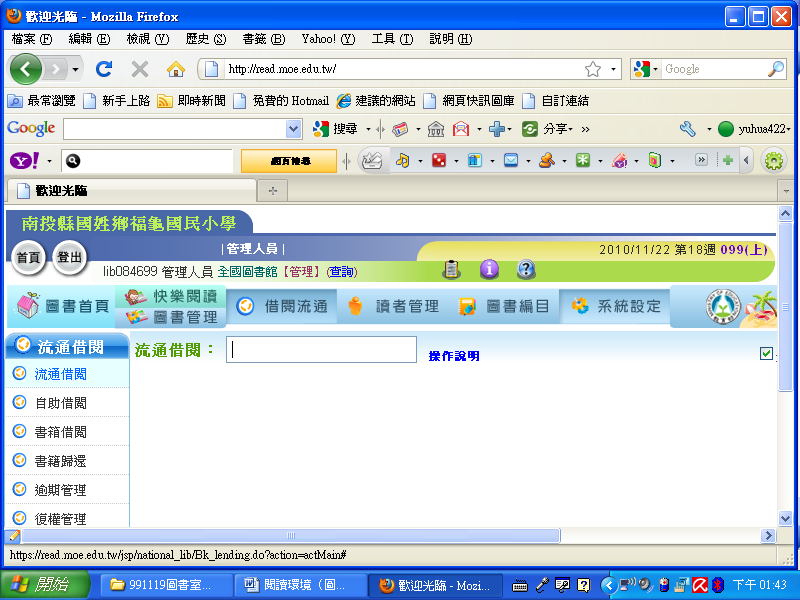 歡迎光臨 - Mozilla Firefox
檔案 (F) 編輯 (E) 檢視 (V) 歷史 (S) 書籤 (B) Yahoo! (Y) 工具 (T) 說明 (H)
http://read.moe.edu.tw/ Google
最常瀏覽 新手上路 即時新聞 免費的 Hotmail 建議的網站 網頁快訊圖庫 自訂連結
Google 搜尋 分享 » yuhua422
Y! 網頁搜尋 »
歡迎光臨
南投縣國姓鄉福龜國民小學
首頁 登出 | 管理人員 | 2010/11/22 第18週 099(上)
lib084699 管理人員 全國圖書館【管理】(查詢)
圖書首頁 快樂閱讀 圖書管理 借閱流通 讀者管理 圖書編目 系統設定
流通借閱 流通借閱： 操作說明
流通借閱
自助借閱
書箱借閱
書籍歸還
逾期管理
復權管理
https://read.moe.edu.tw/jsp/national_lib/Bk_lending.do?action=actMain#
開始 991119圖書室... 閱讀環境（圖... 歡迎光臨 - Mozi... 下午 01:43